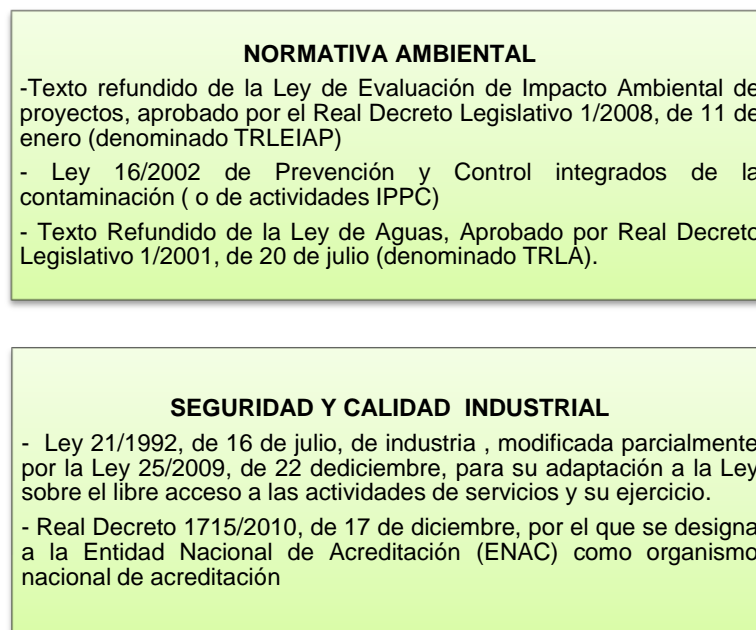 NORMATIVA AMBIENTAL
-Texto refundido de la Ley de Evaluación de Impacto Ambiental de
proyectos, aprobado por el Real Decreto Legislativo 1/2008, de 11 de
enero (denominado TRLEIAP)
- Ley 16/2002 de Prevención y Control integrados de la
contaminación ( o de actividades IPPC)
- Texto Refundido de la Ley de Aguas, Aprobado por Real Decreto
Legislativo 1/2001, de 20 de julio (denominado TRLA).
SEGURIDAD Y CALIDAD INDUSTRIAL
- Ley 21/1992, de 16 de julio, de industria , modificada parcialmente
por la Ley 25/2009, de 22 dediciembre, para su adaptación a la Ley
sobre el libre acceso a las actividades de servicios y su ejercicio.
- Real Decreto 1715/2010, de 17 de diciembre, por el que se designa
a la Entidad Nacional de Acreditación (ENAC) como organismo
nacional de acreditación